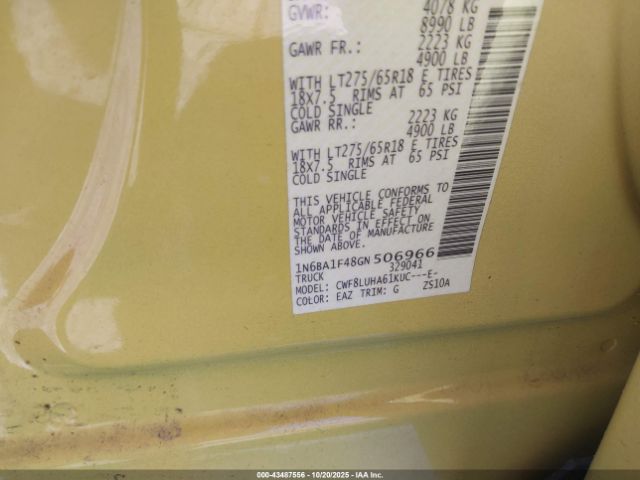 GVWR: 4078 KG
8990 LB
GAWR FR.: 2223 KG
4900 LB
WITH LT275/65R18 E TIRES
18X7.5 RIMS AT 65 PSI
COLD SINGLE
GAWR RR.: 2223 KG
4900 LB
WITH LT275/65R18 E TIRES
18X7.5 RIMS AT 65 PSI
COLD SINGLE
THIS VEHICLE CONFORMS TO
ALL APPLICABLE FEDERAL
MOTOR VEHICLE SAFETY
STANDARDS IN EFFECT ON
THE DATE OF MANUFACTURE
SHOWN ABOVE.
1N6BA1F48GN506966
TRUCK 329041
MODEL: CWF8LUHA61KUC---E-
COLOR: EAZ TRIM: G ZS10A
© 00-43487556 | 10/20/2025 | IAAI.COM